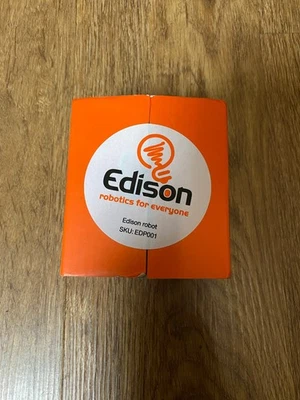 Edison
robotics for everyone
Edison robot
SKU: EDP001